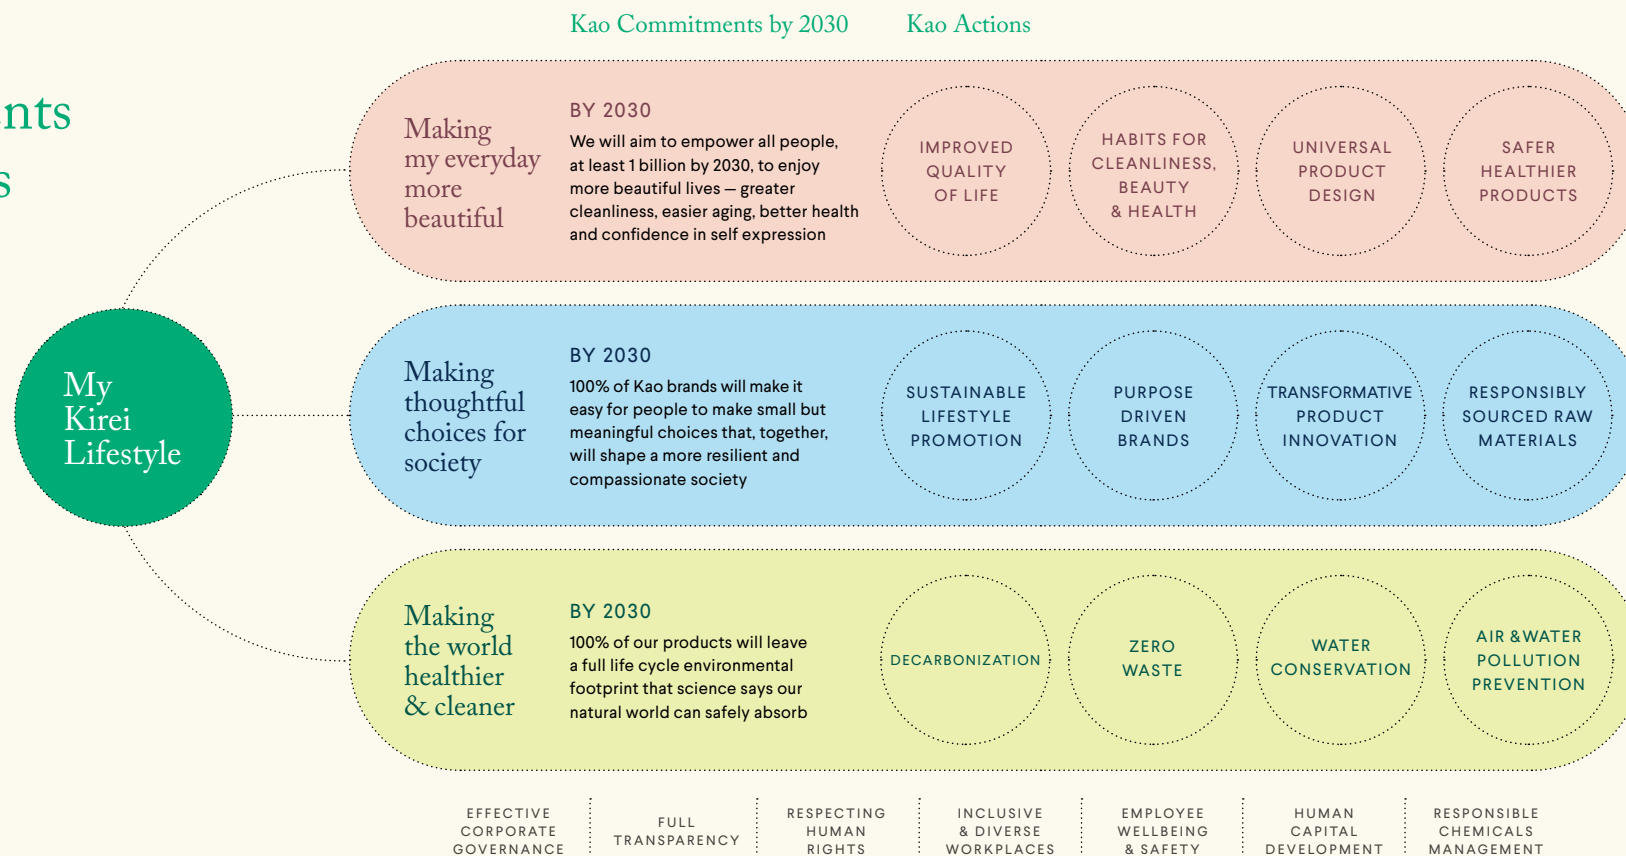 Kao Commitments by 2030
Kao Actions
nts
s
My
Kirei
Lifestyle
Making
my everyday
more
beautiful
BY 2030
We will aim to empower all people,
at least 1 billion by 2030, to enjoy
more beautiful lives — greater
cleanliness, easier aging, better health
and confidence in self expression
IMPROVED
QUALITY
OF LIFE
HABITS FOR
CLEANLINESS,
BEAUTY
& HEALTH
UNIVERSAL
PRODUCT
DESIGN
SAFER
HEALTHIER
PRODUCTS
Making
thoughtful
choices for
society
BY 2030
100% of Kao brands will make it
easy for people to make small but
meaningful choices that, together,
will shape a more resilient and
compassionate society
SUSTAINABLE
LIFESTYLE
PROMOTION
PURPOSE
DRIVEN
BRANDS
TRANSFORMATIVE
PRODUCT
INNOVATION
RESPONSIBLY
SOURCED RAW
MATERIALS
Making
the world
healthier
& cleaner
BY 2030
100% of our products will leave
a full life cycle environmental
footprint that science says our
natural world can safely absorb
DECARBONIZATION
ZERO
WASTE
WATER
CONSERVATION
AIR &WATER
POLLUTION
PREVENTION
EFFECTIVE
CORPORATE
GOVERNANCE
FULL
TRANSPARENCY
RESPECTING
HUMAN
RIGHTS
INCLUSIVE
& DIVERSE
WORKPLACES
EMPLOYEE
WELLBEING
& SAFETY
HUMAN
CAPITAL
DEVELOPMENT
RESPONSIBLE
CHEMICALS
MANAGEMENT